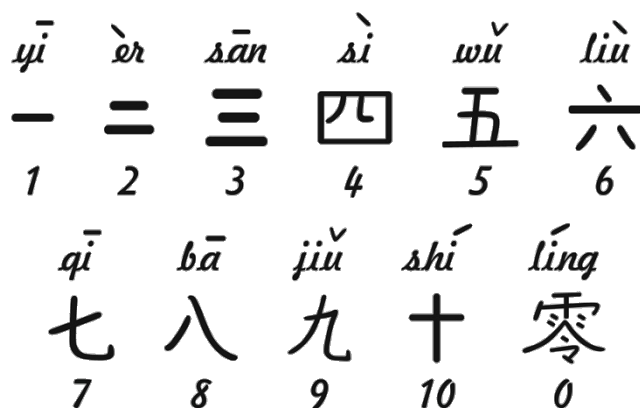 yī èr sān sì wǔ liù
一 二 三 四 五 六
1 2 3 4 5 6
qī bā jiǔ shí líng
七 八 九 十 零
7 8 9 10 0